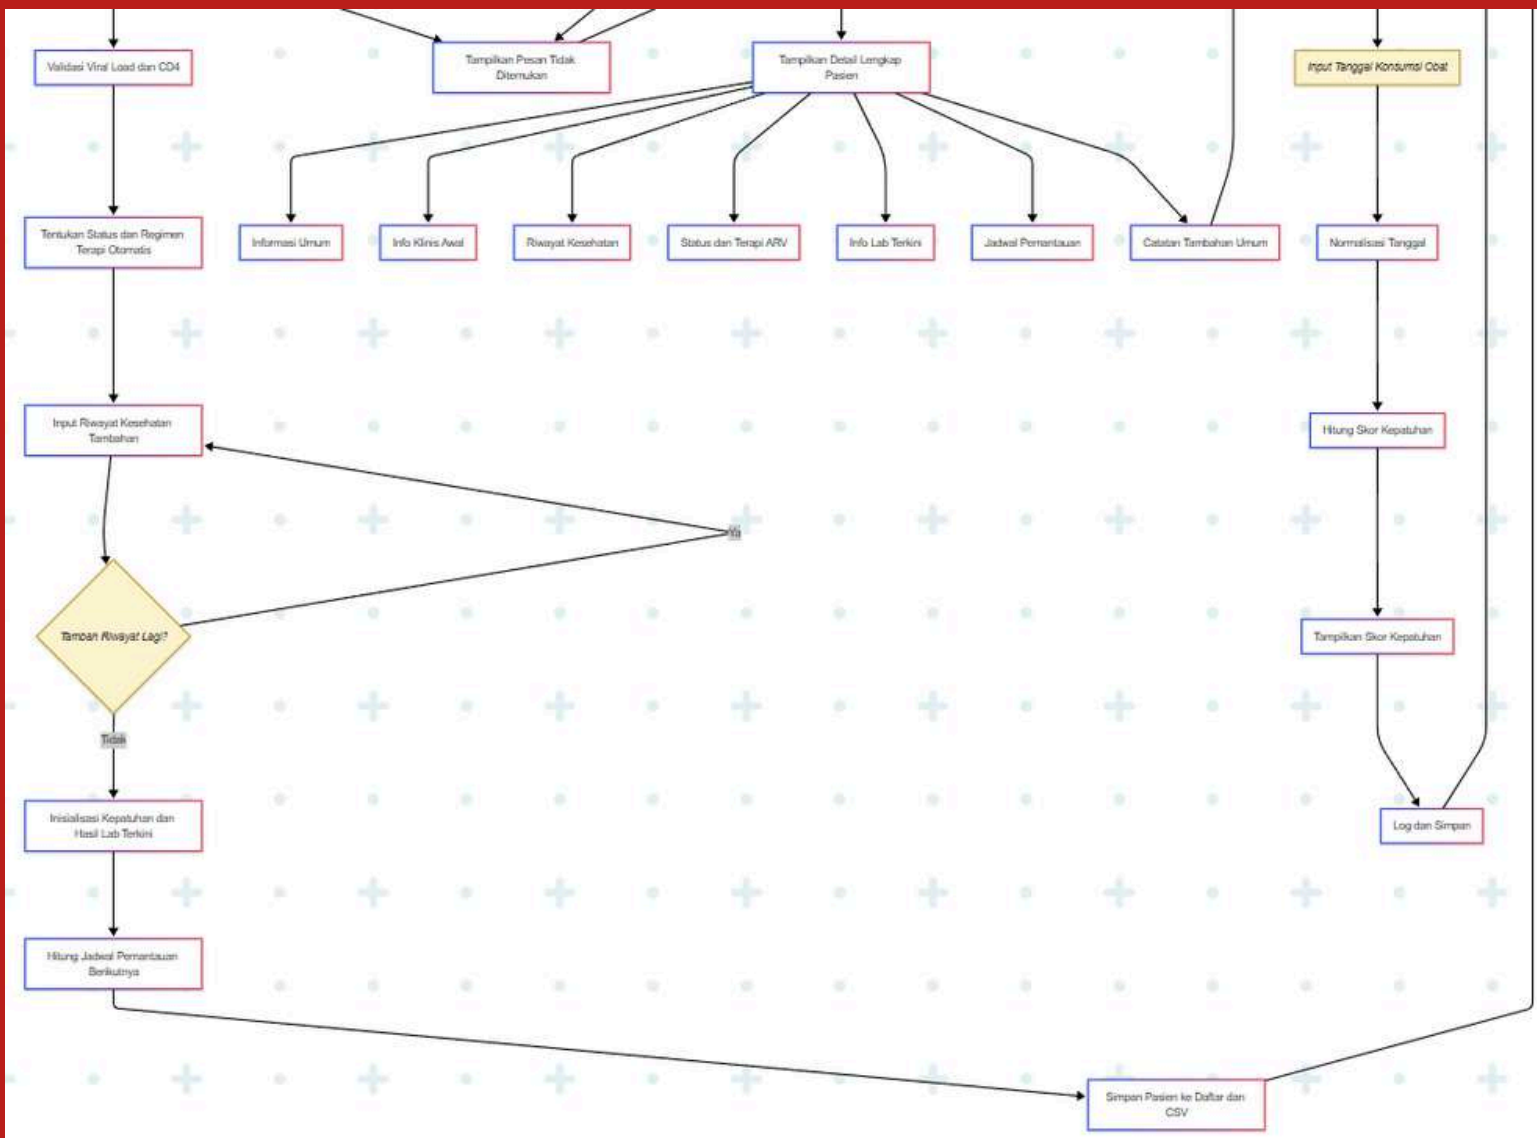 Validasi Viral Load dan CD4
Tampilkan Pesan Tidak
Ditemukan
Tampilkan Detail Lengkap
Pasien
Input Tanggal Konsumsi Obat
Tentukan Status dan Regimen
Terapi Otomatis
Informasi Umum
Info Klinis Awal
Riwayat Kesehatan
Status dan Terapi ARV
Info Lab Terkini
Jadwal Pemantauan
Catatan Tambahan Umum
Normalisasi Tanggal
Input Riwayat Kesehatan
Tambahan
Hitung Skor Kepatuhan
Ya
Tambah Riwayat Lagi?
Tampilkan Skor Kepatuhan
Tidak
Inisialisasi Kepatuhan dan
Hasil Lab Terkini
Log dan Simpan
Hitung Jadwal Pemantauan
Berikutnya
Simpan Pasien ke Daftar dan
CSV